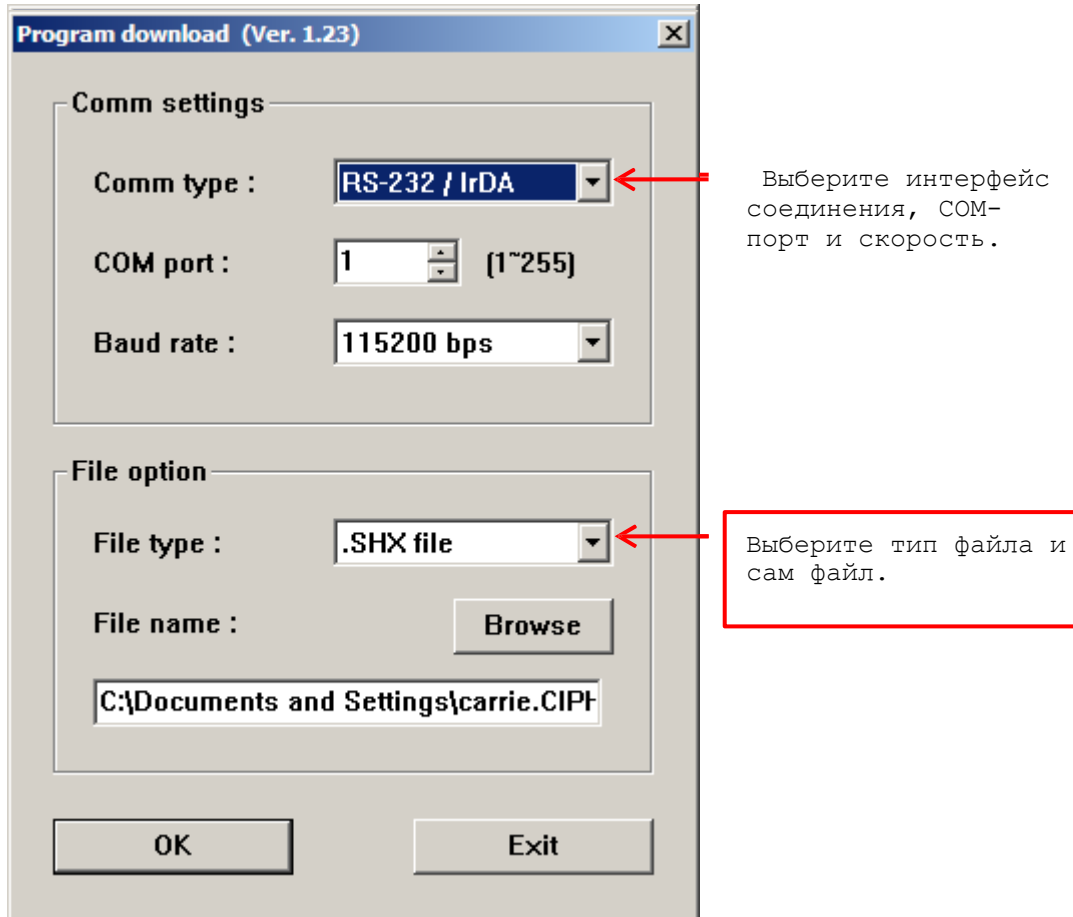 Program download (Ver. 1.23)
Comm settings
Comm type :
RS-232 / IrDA
Выберите интерфейс
соединения, COM-
порт и скорость.
COM port :
1
(1~255)
Baud rate :
115200 bps
File option
File type :
.SHX file
Выберите тип файла и
сам файл.
File name :
Browse
C:\Documents and Settings\carrie.CIPH
OK
Exit